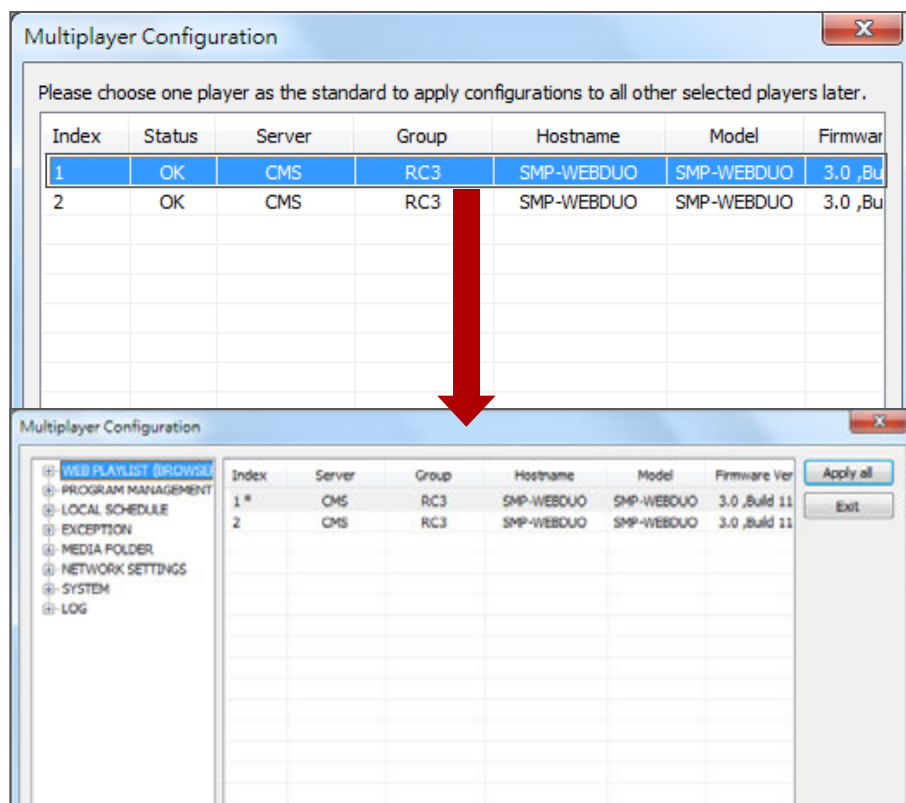 Multiplayer Configuration
Please choose one player as the standard to apply configurations to all other selected players later.
Index Status Server Group Hostname Model Firmwar
1 OK CMS RC3 SMP-WEBDUO SMP-WEBDUO 3.0 ,Bu
2 OK CMS RC3 SMP-WEBDUO SMP-WEBDUO 3.0 ,Bu
Multiplayer Configuration
WEB PLAYLIST (BROWSE
PROGRAM MANAGEMENT
LOCAL SCHEDULE
EXCEPTION
MEDIA FOLDER
NETWORK SETTINGS
SYSTEM
LOG
Index Server Group Hostname Model Firmware Ver
1 * CMS RC3 SMP-WEBDUO SMP-WEBDUO 3.0 ,Build 11
2 CMS RC3 SMP-WEBDUO SMP-WEBDUO 3.0 ,Build 11
Apply all
Exit